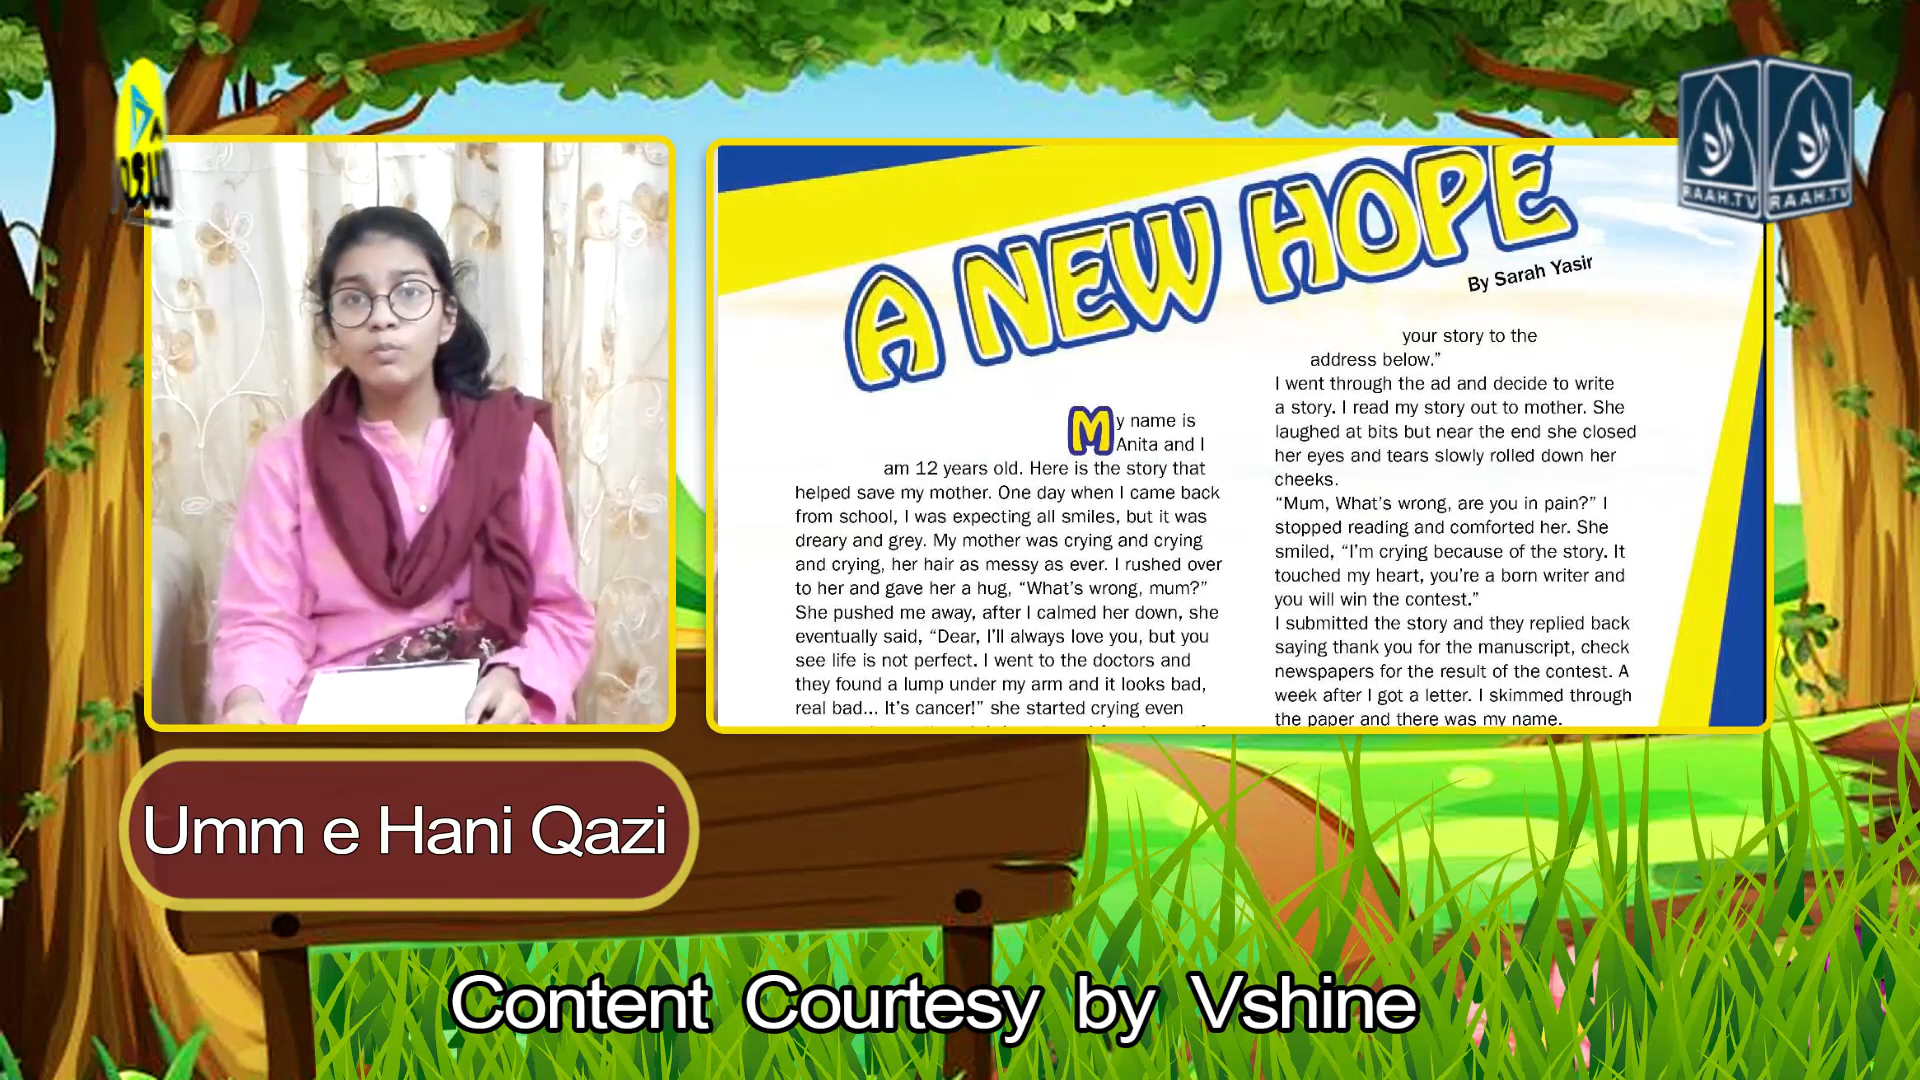 RAAH.TV RAAH.TV
A NEW HOPE
By Sarah Yasir
My name is
Anita and I
am 12 years old. Here is the story that
helped save my mother. One day when I came back
from school, I was expecting all smiles, but it was
dreary and grey. My mother was crying and crying
and crying, her hair as messy as ever. I rushed over
to her and gave her a hug, “What’s wrong, mum?”
She pushed me away, after I calmed her down, she
eventually said, “Dear, I’ll always love you, but you
see life is not perfect. I went to the doctors and
they found a lump under my arm and it looks bad,
real bad... It’s cancer!” she started crying even
your story to the
address below.”
I went through the ad and decide to write
a story. I read my story out to mother. She
laughed at bits but near the end she closed
her eyes and tears slowly rolled down her
cheeks.
“Mum, What’s wrong, are you in pain?” I
stopped reading and comforted her. She
smiled, “I’m crying because of the story. It
touched my heart, you’re a born writer and
you will win the contest.”
I submitted the story and they replied back
saying thank you for the manuscript, check
newspapers for the result of the contest. A
week after I got a letter. I skimmed through
the paper and there was my name.
Umm e Hani Qazi
Content Courtesy by Vshine